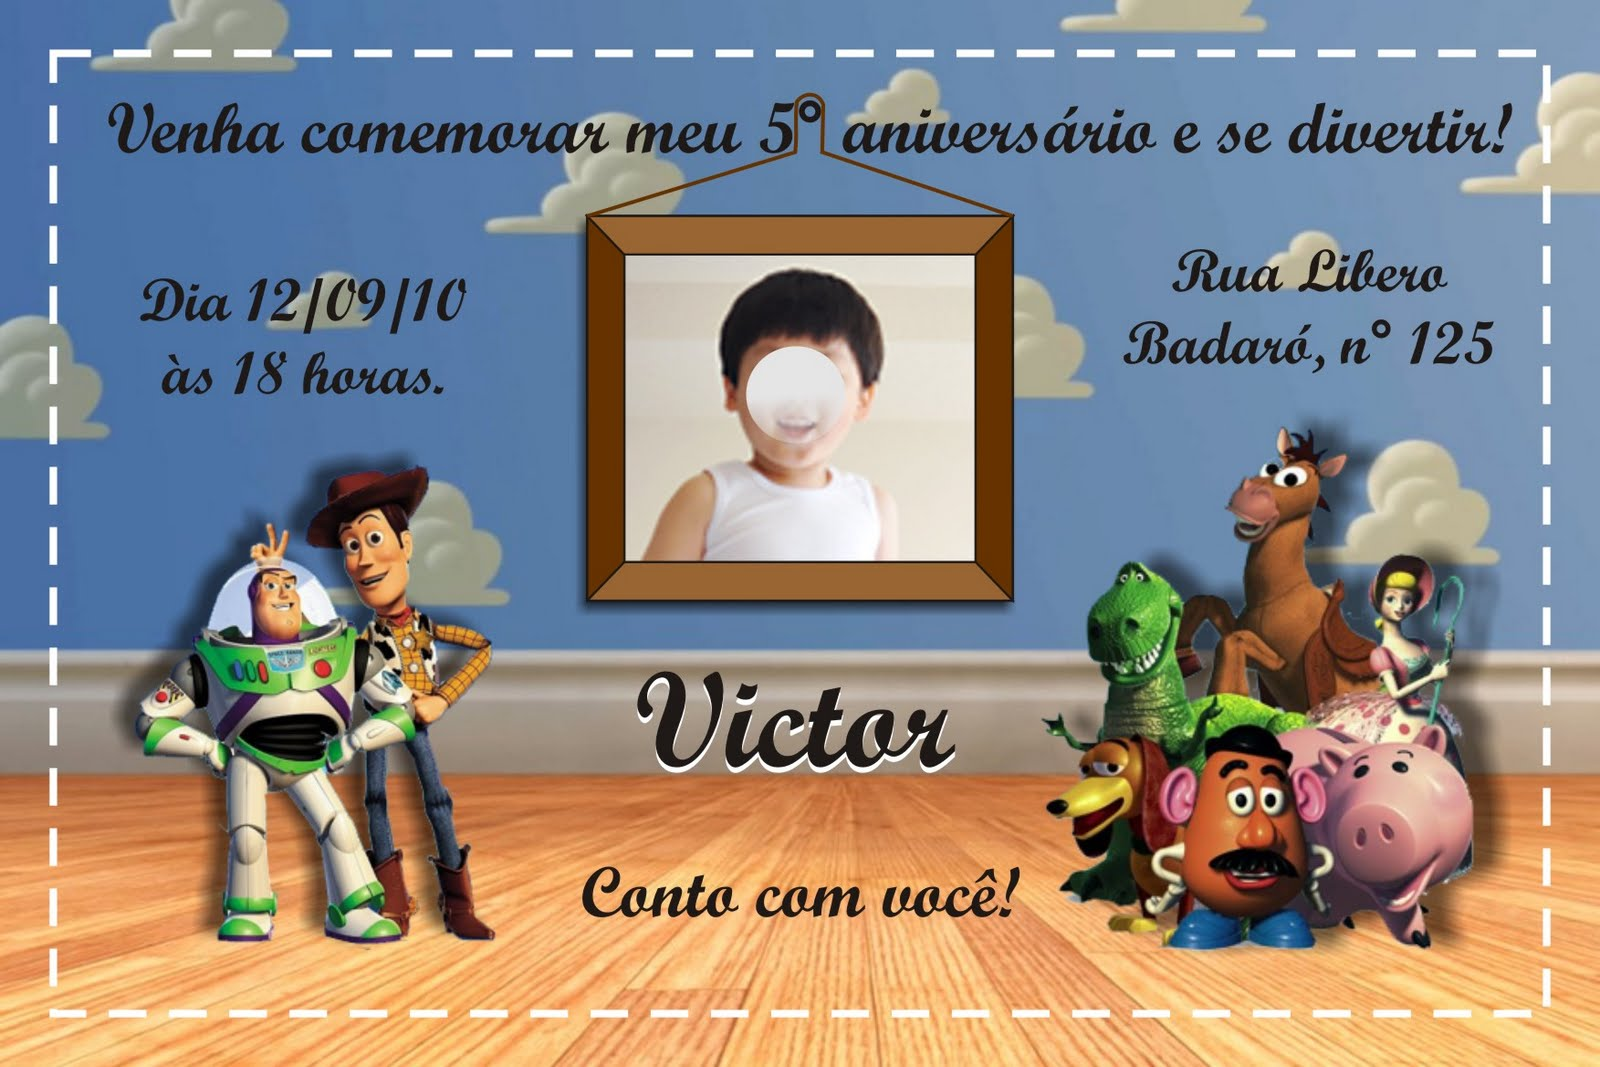 Venha comemorar meu 5° aniversário e se divertir!
Dia 12/09/10
às 18 horas.
Rua Libero
Badaró, n° 125
Victor
Conto com você!